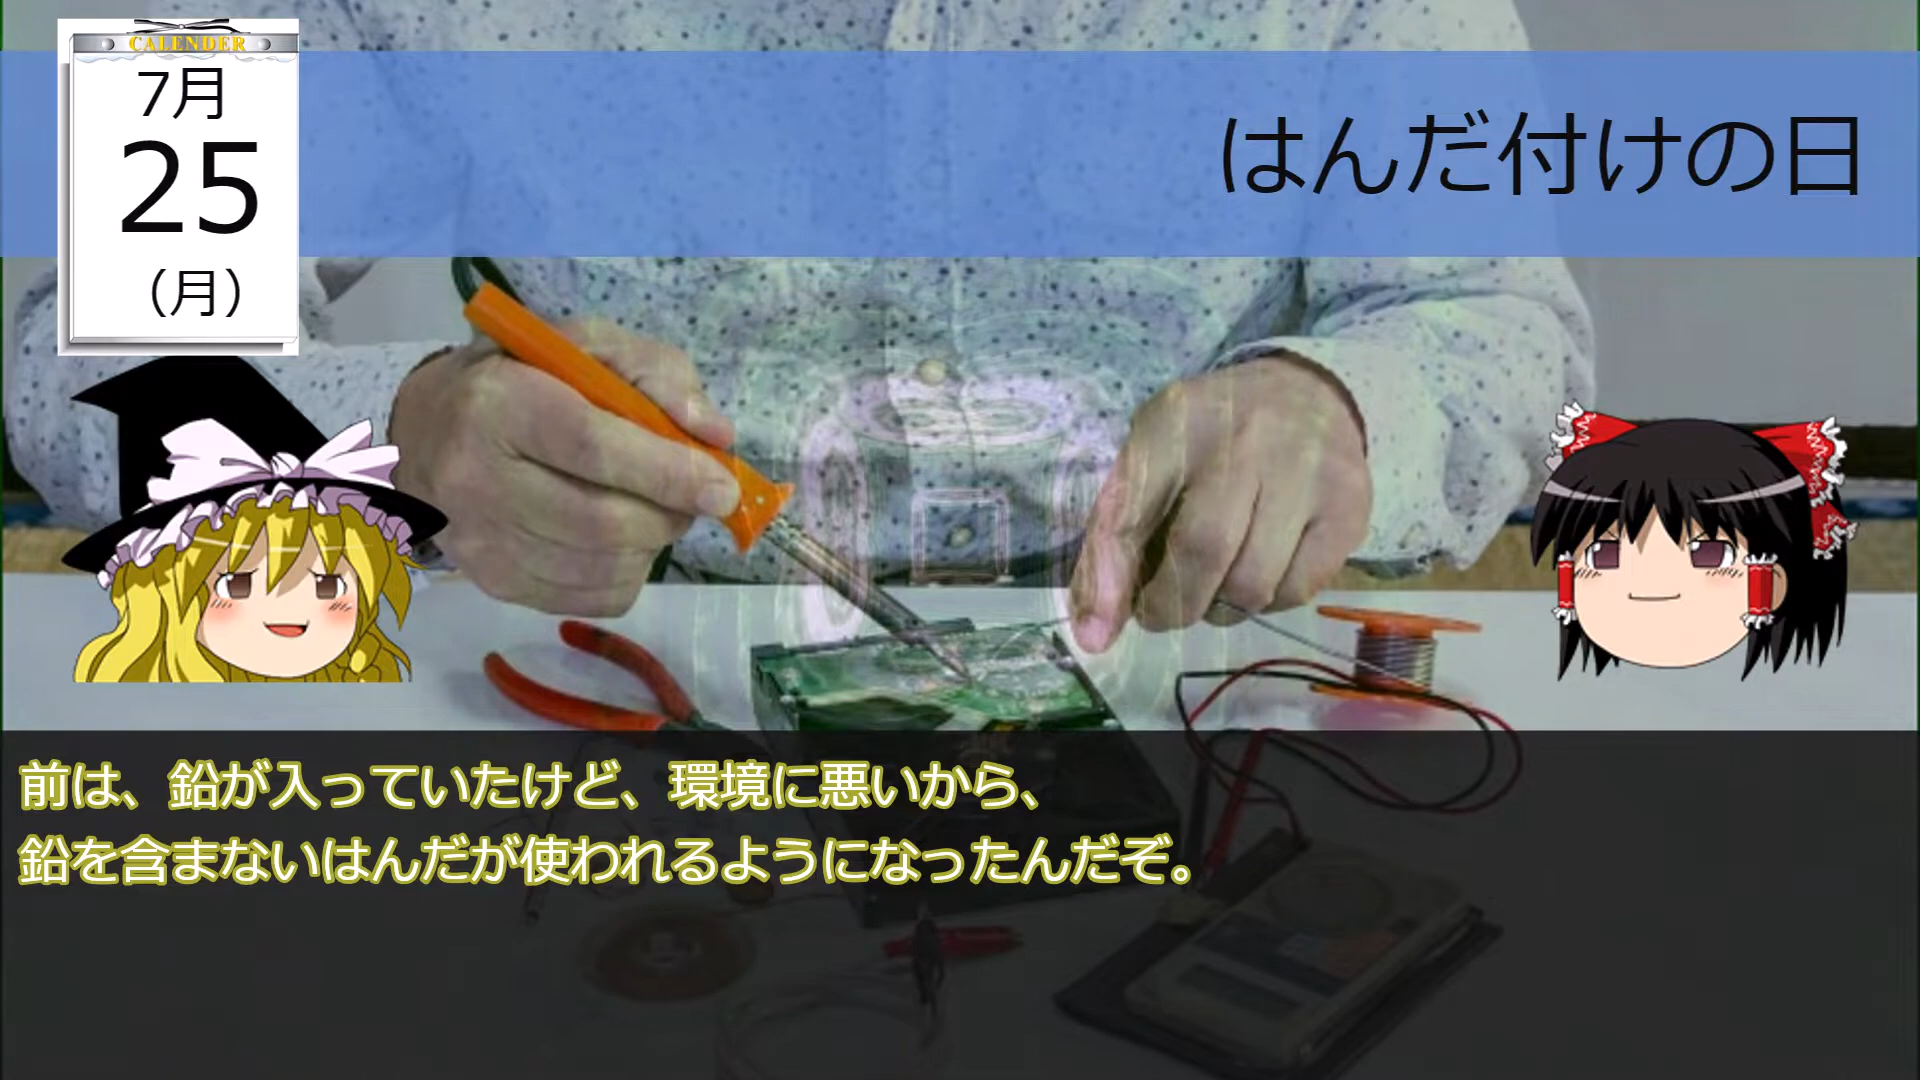 CALENDER
7月
25
（月）
はんだ付けの日
前は、鉛が入っていたけど、環境に悪いから、
鉛を含まないはんだが使われるようになったんだぞ。